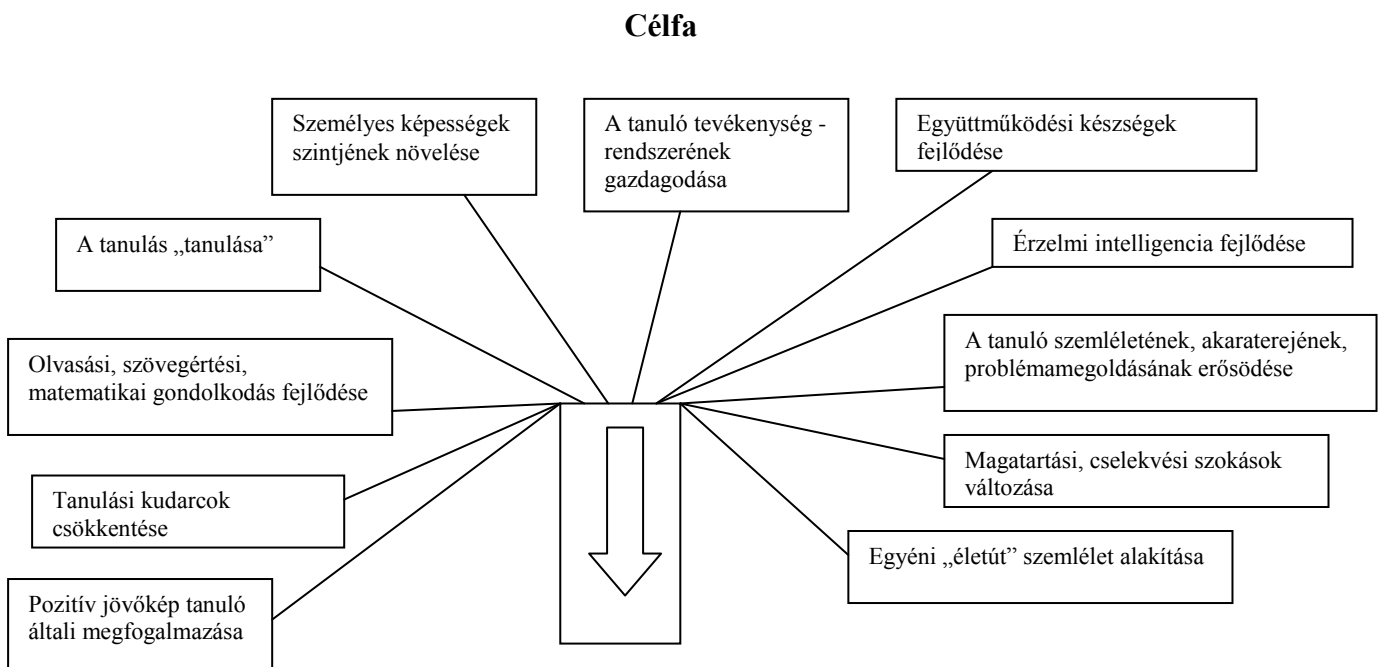 Célfa
Személyes képességek
szintjének növelése
A tanuló tevékenység -
rendszerének
gazdagodása
Együttműködési készségek
fejlődése
A tanulás „tanulása”
Érzelmi intelligencia fejlődése
Olvasási, szövegértési,
matematikai gondolkodás fejlődése
A tanuló szemléletének, akaraterejének,
problémamegoldásának erősödése
Tanulási kudarcok
csökkentése
Magatartási, cselekvési szokások
változása
Egyéni „életút” szemlélet alakítása
Pozitív jövőkép tanuló
általi megfogalmazása